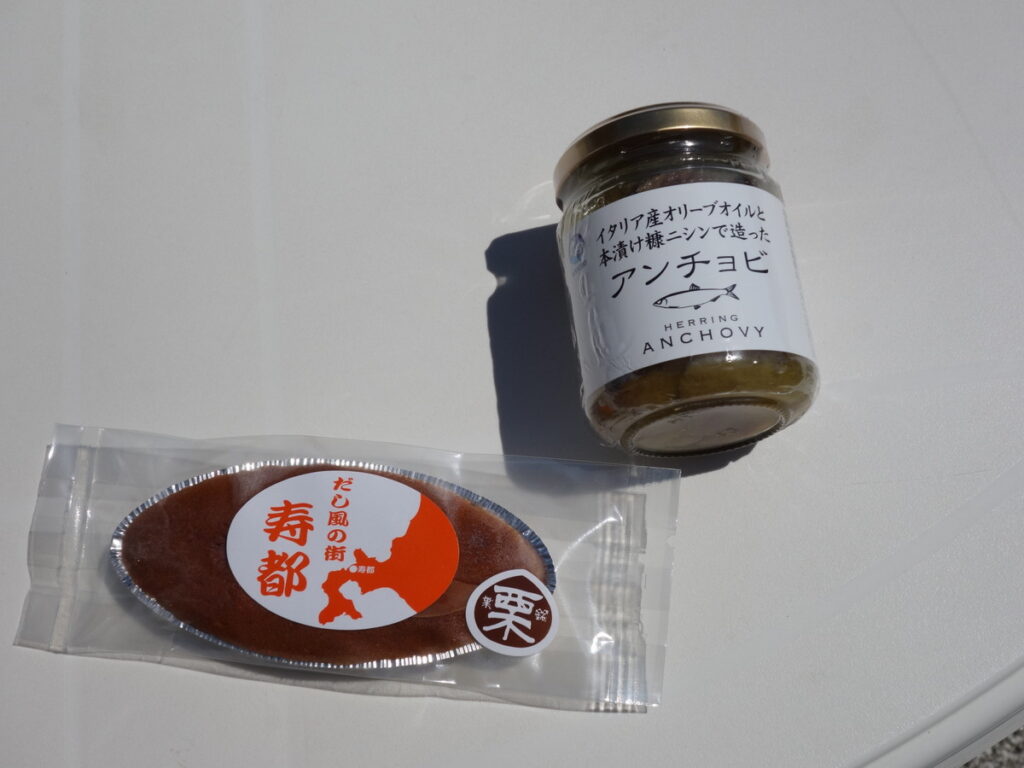 イタリア産オリーブオイルと
本漬け糠ニシンで造った
アンチョビ
HERRING
ANCHOVY
だし風の街
寿都
寿都
栗